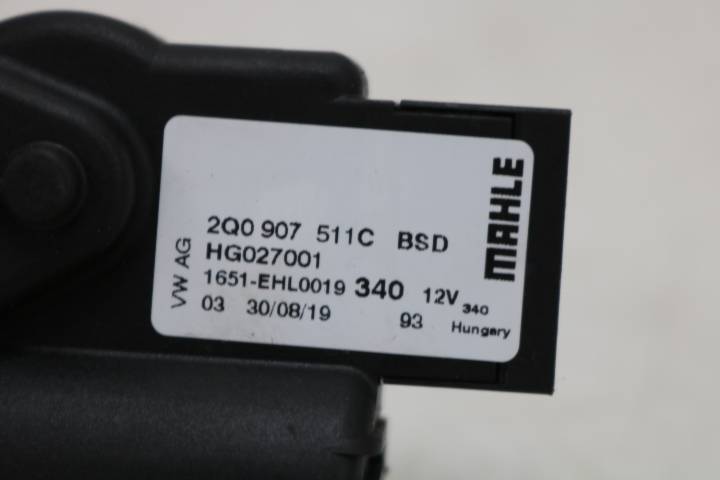 MAHLE
VW AG
2Q0 907 511C BSD
HG027001
1651-EHL0019 340 12V 340
03 30/08/19 93 Hungary